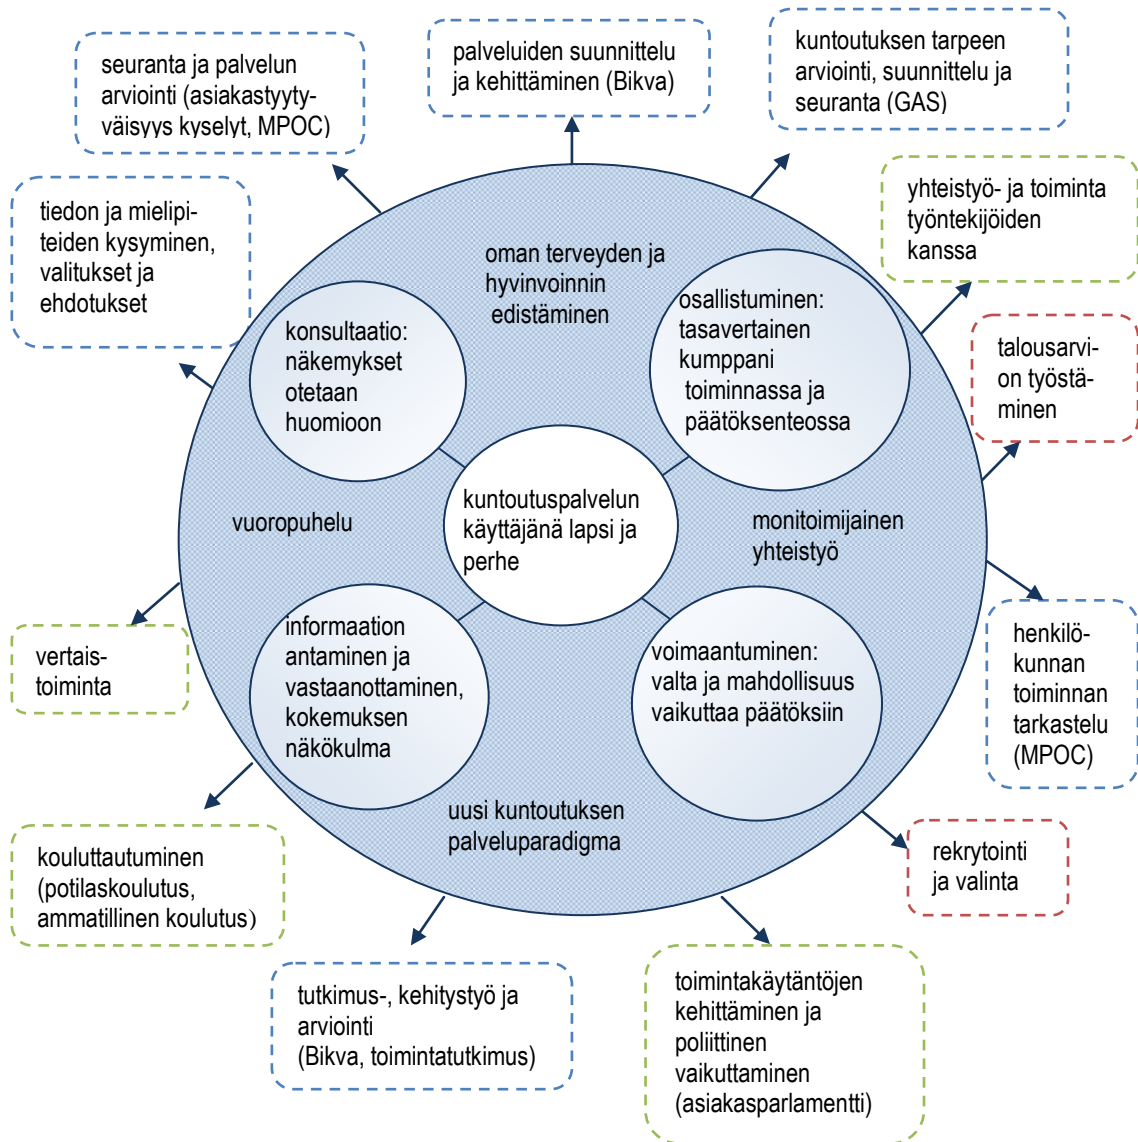 palveluiden suunnittelu
ja kehittäminen (Bikva)
kuntoutuksen tarpeen
arviointi, suunnittelu ja
seuranta (GAS)
seuranta ja palvelun
arviointi (asiakastyyty-
väisyys kyselyt, MPOC)
yhteistyö- ja toiminta
työntekijöiden
kanssa
tiedon ja mielipi-
teiden kysyminen,
valitukset ja
ehdotukset
oman terveyden ja
hyvinvoinnin
edistäminen
konsultaatio:
näkemykset
otetaan
huomioon
osallistuminen:
tasavertainen
kumppani
toiminnassa ja
päätöksenteossa
talousarvi-
on työstä-
minen
kuntoutuspalvelun
käyttäjänä lapsi ja
perhe
vuoropuhelu
monitoimijainen
yhteistyö
informaation
antaminen ja
vastaanottaminen,
kokemuksen
näkökulma
voimaantuminen:
valta ja mahdollisuus
vaikuttaa päätöksiin
vertais-
toiminta
henkilö-
kunnan
toiminnan
tarkastelu
(MPOC)
uusi kuntoutuksen
palveluparadigma
kouluttautuminen
(potilaskoulutus,
ammatillinen koulutus)
rekrytointi
ja valinta
tutkimus-, kehitystyö ja
arviointi
(Bikva, toimintatutkimus)
toimintakäytäntöjen
kehittäminen ja
poliittinen
vaikuttaminen
(asiakasparlamentti)